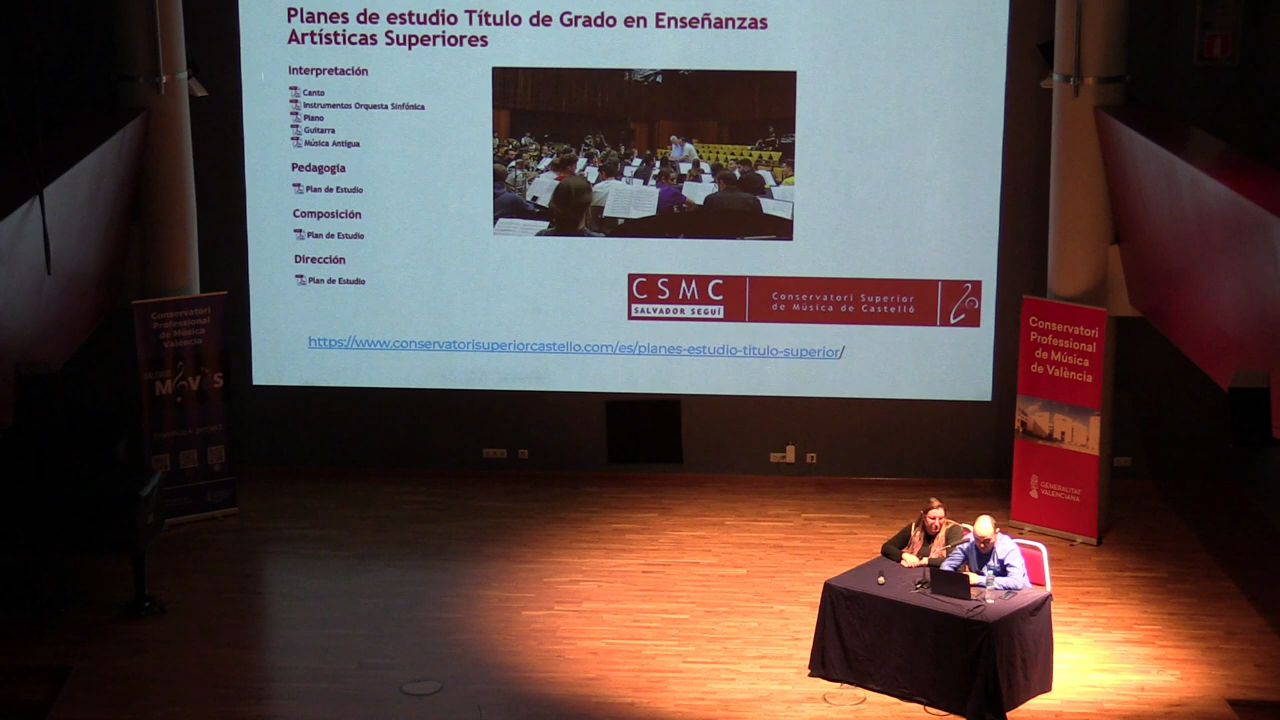 Planes de estudio Título de Grado en Enseñanzas
Artísticas Superiores
Interpretación
Canto
Instrumentos Orquesta Sinfónica
Piano
Guitarra
Música Antigua
Pedagogía
Plan de Estudio
Composición
Plan de Estudio
Dirección
Plan de Estudio
CSMC
SALVADOR SEGUÍ
Conservatori Superior
de Música de Castelló
https://www.conservatorisuperiorcastello.com/es/planes-estudio-titulo-superior/
Conservatori
Professional
de Música
València
Erasmus+ project
Conservatori
Professional
de Música
de València
GENERALITAT
VALENCIANA